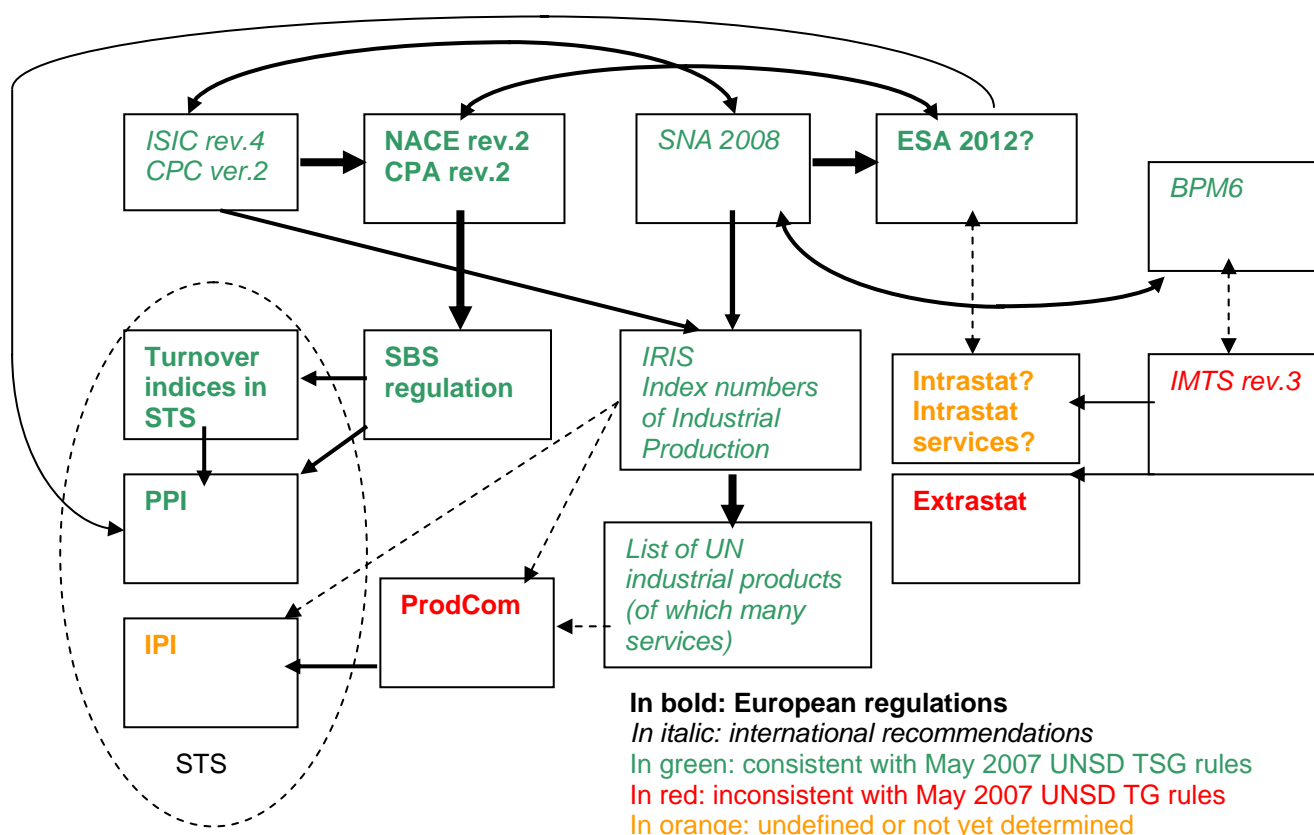 ISIC rev.4
CPC ver.2
NACE rev.2
CPA rev.2
SNA 2008
ESA 2012?
BPM6
Turnover
indices in
STS
SBS
regulation
IRIS
Index numbers
of Industrial
Production
Intrastat?
Intrastat
services?
IMTS rev.3
PPI
Extrastat
List of UN
industrial products
(of which many
services)
ProdCom
IPI
STS
In bold: European regulations
In italic: international recommendations
In green: consistent with May 2007 UNSD TSG rules
In red: inconsistent with May 2007 UNSD TG rules
In orange: undefined or not yet determined